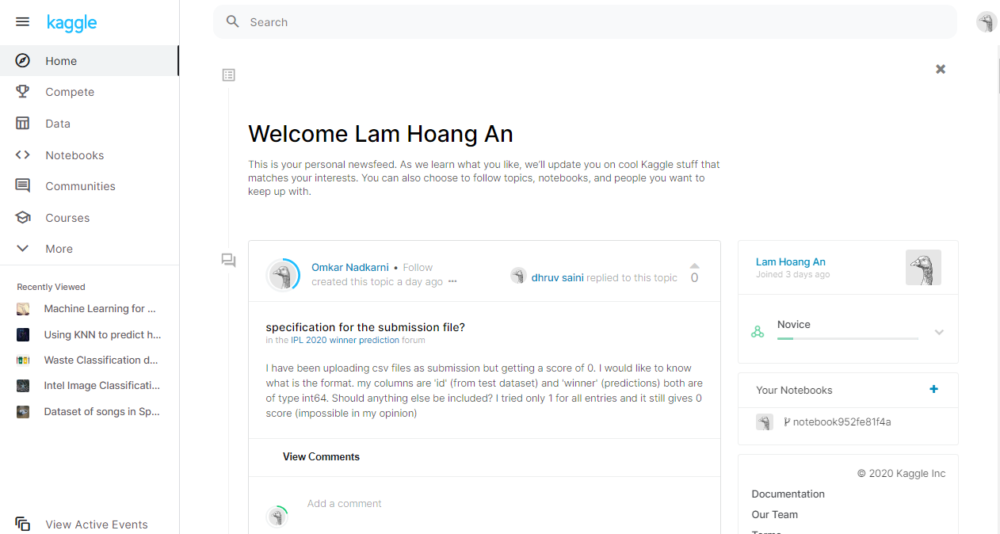 kaggle
Search
Home
Compete
Data
Notebooks
Communities
Courses
More
Recently Viewed
Machine Learning for ...
Using KNN to predict h...
Waste Classification d...
Intel Image Classificati...
Dataset of songs in Sp...
View Active Events
Welcome Lam Hoang An
This is your personal newsfeed. As we learn what you like, we'll update you on cool Kaggle stuff that
matches your interests. You can also choose to follow topics, notebooks, and people you want to
keep up with.
Omkar Nadkarni • Follow
created this topic a day ago •••
dhruv saini replied to this topic
0
specification for the submission file?
in the IPL 2020 winner prediction forum
I have been uploading csv files as submission but getting a score of 0. I would like to know
what is the format. my columns are 'id' (from test dataset) and 'winner' (predictions) both are
of type int64. Should anything else be included? I tried only 1 for all entries and it still gives 0
score (impossible in my opinion)
View Comments
Add a comment
Lam Hoang An
Joined 3 days ago
Novice
Your Notebooks
notebook952fe81f4a
© 2020 Kaggle Inc
Documentation
Our Team